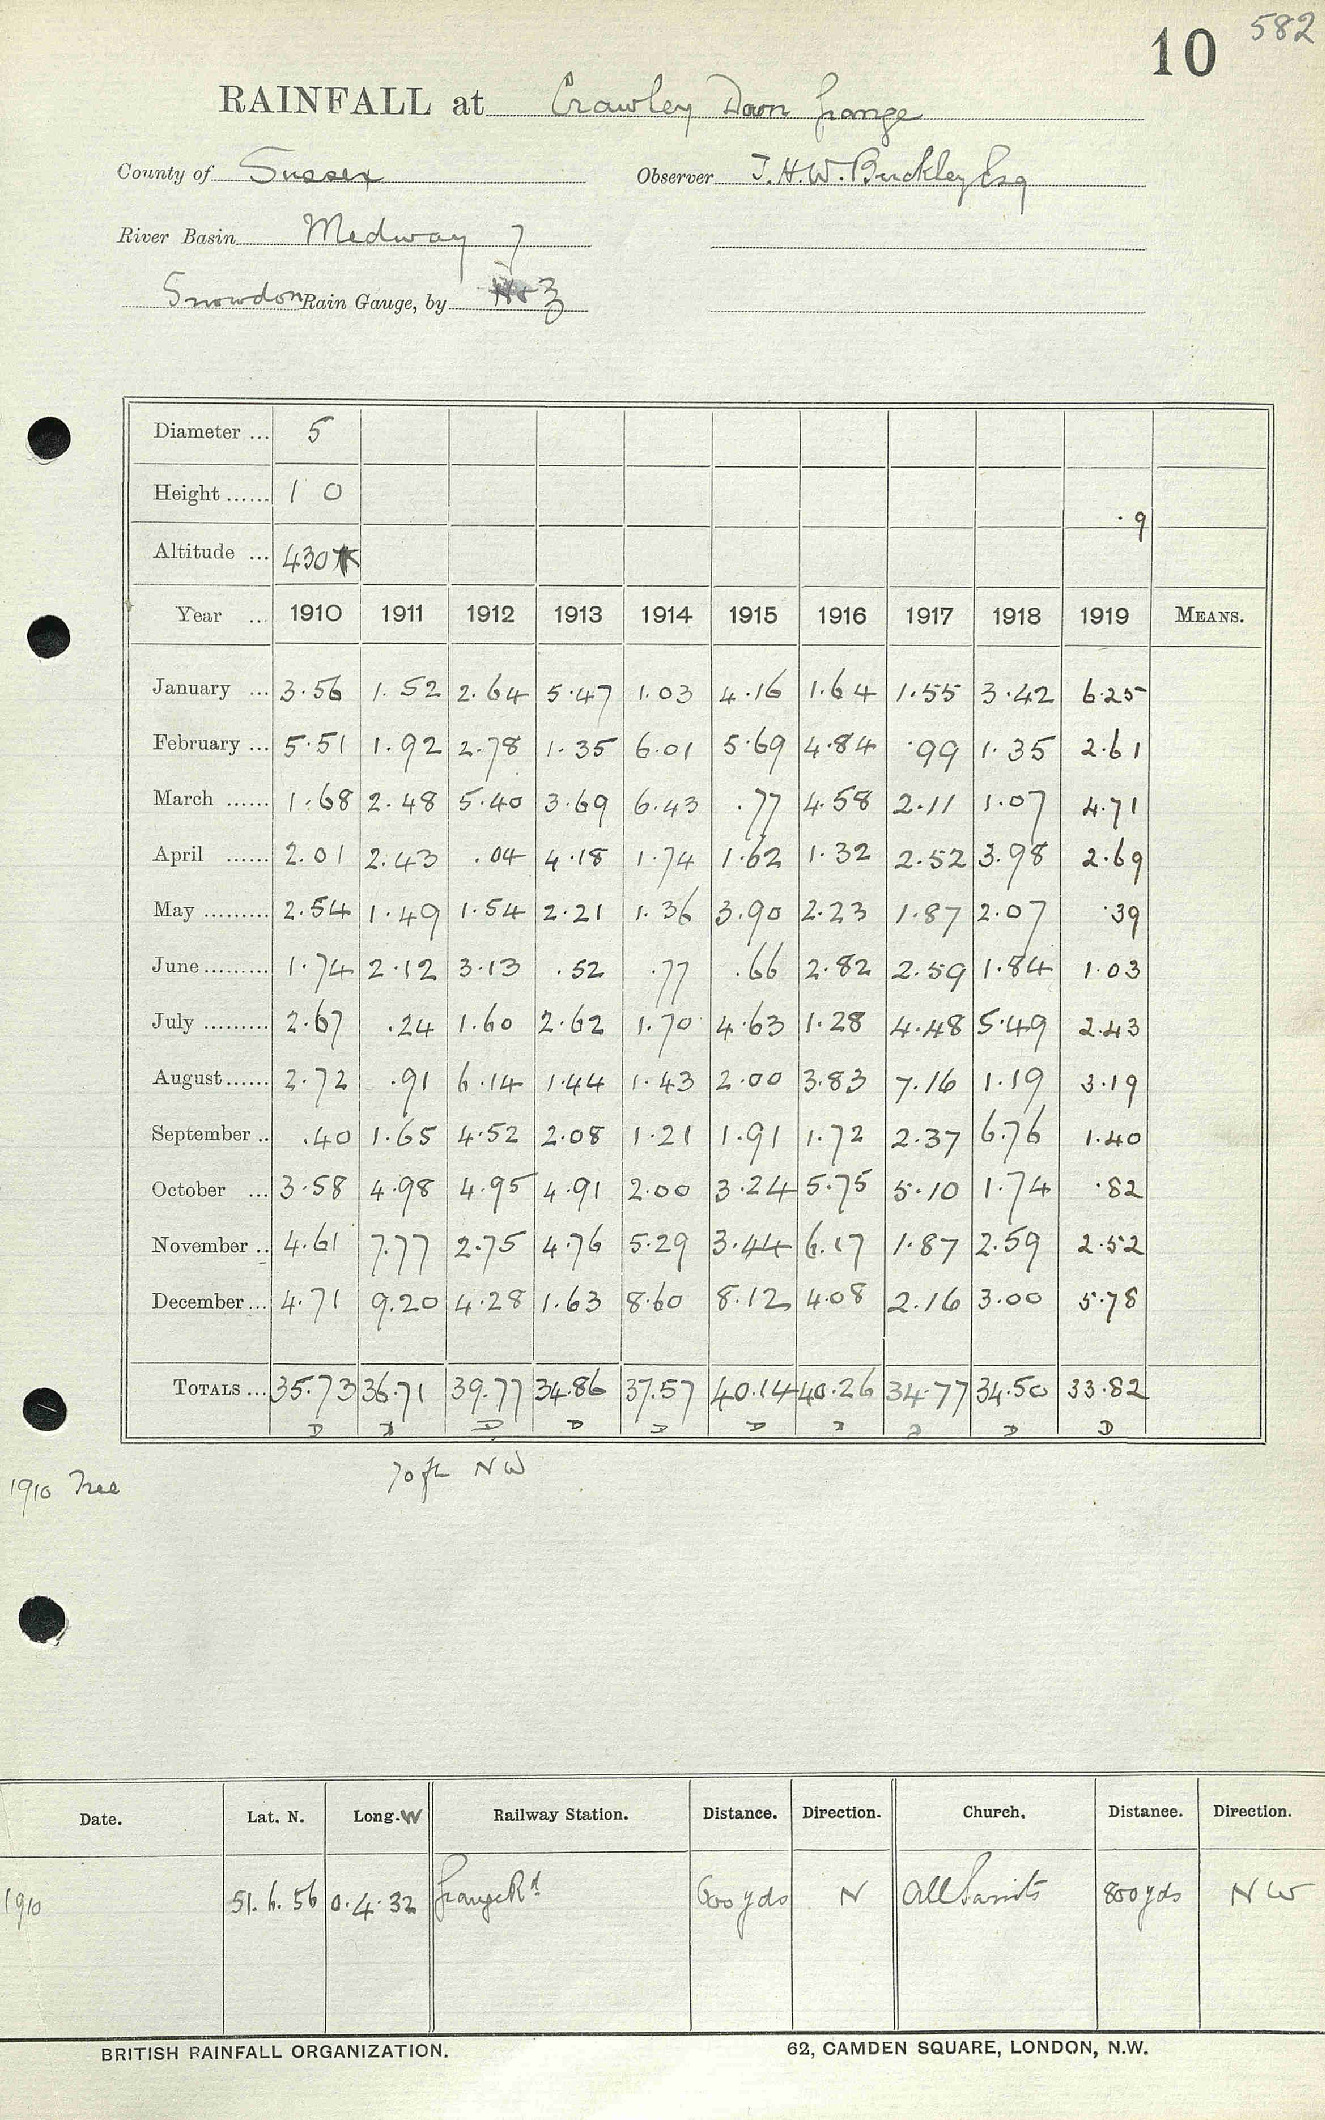 582
10
RAINFALL at Crawley Down Grange
County of Sussex Observer J.H.W. Buckley Esq
River Basin Medway 7
Snowdon Rain Gauge, by
Diameter ... 5
Height ...... 1 0
· 9
Altitude ... 430
Year ... 1910 1911 1912 1913 1914 1915 1916 1917 1918 1919 MEANS.
January ... 3.56 1.52 2.64 5.47 1.03 4.16 1.64 1.55 3.42 6.25
February ... 5.51 1.92 2.78 1.35 6.01 5.69 4.84 .99 1.35 2.61
March ...... 1.68 2.48 5.40 3.69 6.43 .77 4.58 2.11 1.07 4.71
April ...... 2.01 2.43 .04 4.18 1.74 1.62 1.32 2.52 3.98 2.69
May ......... 2.54 1.49 1.54 2.21 1.36 3.90 2.23 1.87 2.07 .39
June ......... 1.74 2.12 3.13 .52 .77 .66 2.82 2.59 1.84 1.03
July ......... 2.67 .24 1.60 2.62 1.70 4.63 1.28 4.48 5.49 2.43
August...... 2.72 .91 6.14 1.44 1.43 2.00 3.83 7.16 1.19 3.19
September .. .40 1.65 4.52 2.08 1.21 1.91 1.72 2.37 6.76 1.40
October ... 3.58 4.98 4.95 4.91 2.00 3.24 5.75 5.10 1.74 .82
November .. 4.61 7.77 2.75 4.76 5.29 3.44 6.17 1.87 2.59 2.52
December... 4.71 9.20 4.28 1.63 8.60 8.12 4.08 2.16 3.00 5.78
TOTALS ... 35.73 36.71 39.77 34.86 37.57 40.14 40.26 34.77 34.50 33.82
D D D D D D D D D D
1910 Tree 70 ft NW
Date. Lat. N. Long. W Railway Station. Distance. Direction. Church. Distance. Direction.
1910 51.6.56 0.4.32 Grange Rd 600 yds N All Saints 800 yds NW
BRITISH RAINFALL ORGANIZATION. 62, CAMDEN SQUARE, LONDON, N.W.